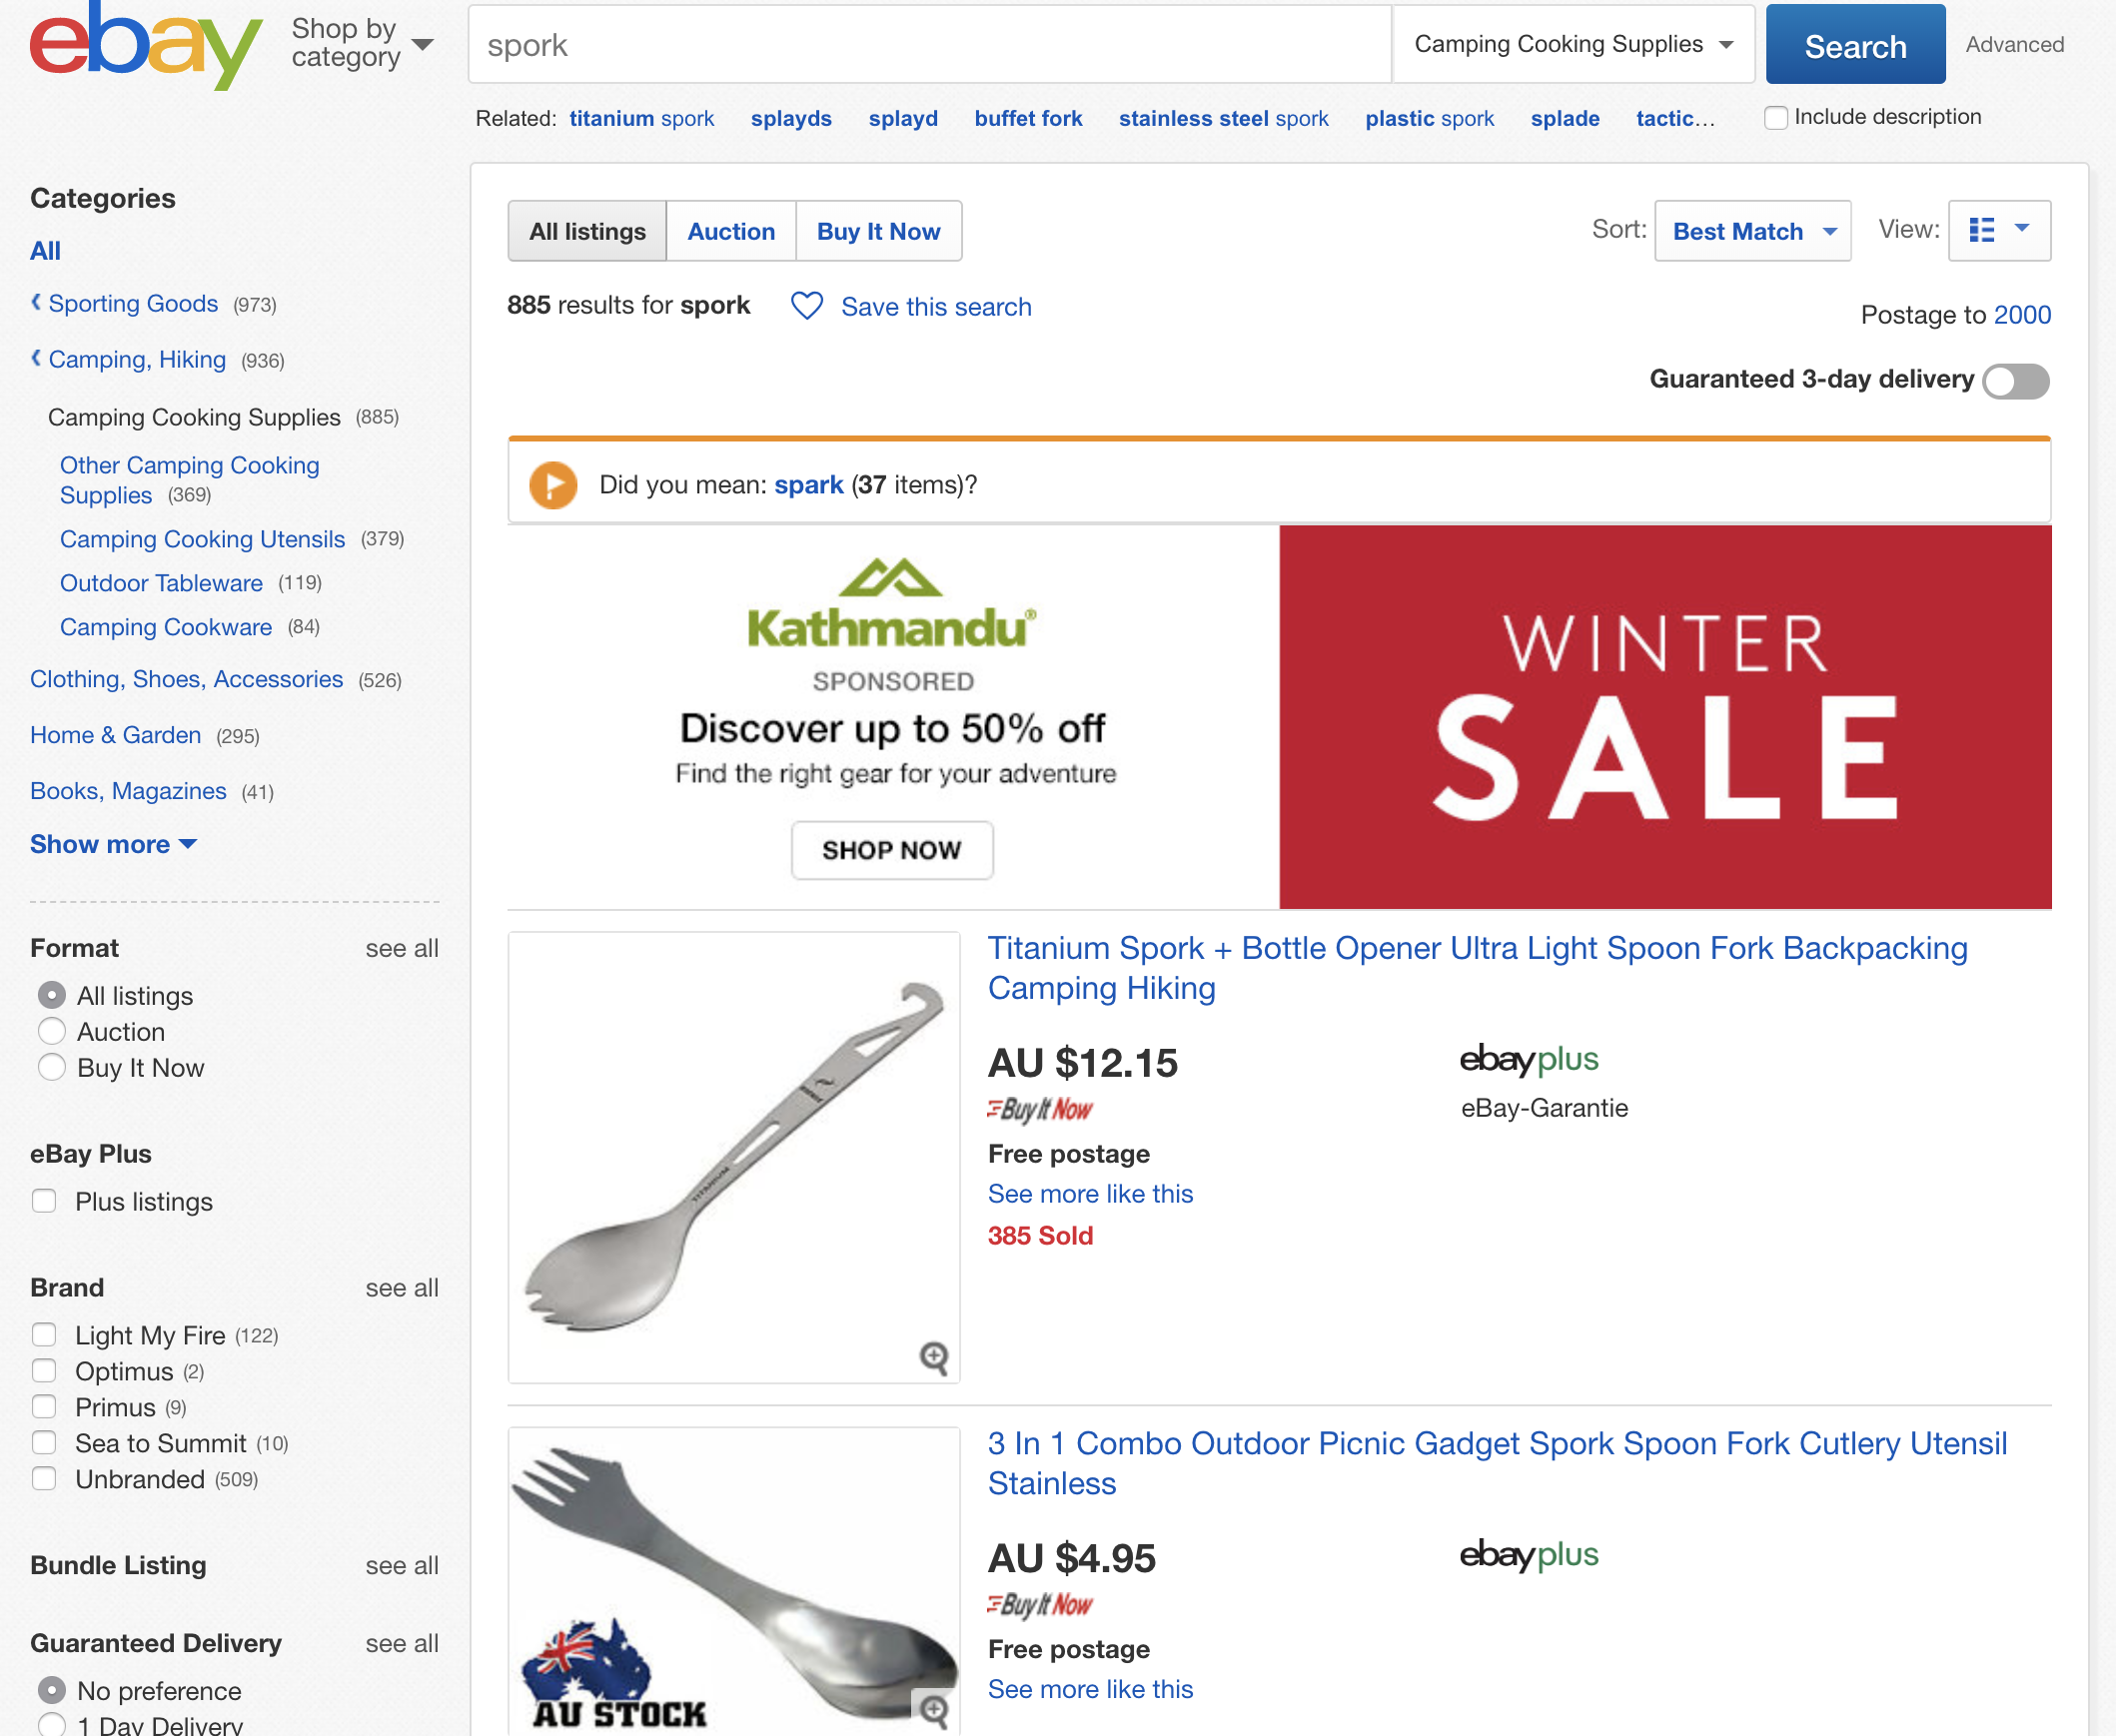 ebay
Shop by
category
spork
Camping Cooking Supplies
Search
Advanced
Related: titanium spork splayds splayd buffet fork stainless steel spork plastic spork splade tactic...
Include description
Categories
All
Sporting Goods (973)
Camping, Hiking (936)
Camping Cooking Supplies (885)
Other Camping Cooking
Supplies (369)
Camping Cooking Utensils (379)
Outdoor Tableware (119)
Camping Cookware (84)
Clothing, Shoes, Accessories (526)
Home & Garden (295)
Books, Magazines (41)
Show more
Format see all
All listings
Auction
Buy It Now
eBay Plus
Plus listings
Brand see all
Light My Fire (122)
Optimus (2)
Primus (9)
Sea to Summit (10)
Unbranded (509)
Bundle Listing see all
Guaranteed Delivery see all
No preference
1 Day Delivery
All listings Auction Buy It Now
Sort: Best Match
View:
885 results for spork
Save this search
Postage to 2000
Guaranteed 3-day delivery
Did you mean: spark (37 items)?
Kathmandu®
SPONSORED
Discover up to 50% off
Find the right gear for your adventure
SHOP NOW
WINTER
SALE
TITANIUM
Titanium Spork + Bottle Opener Ultra Light Spoon Fork Backpacking
Camping Hiking
AU $12.15
Buy It Now
Free postage
See more like this
385 Sold
ebayplus
eBay-Garantie
AU STOCK
3 In 1 Combo Outdoor Picnic Gadget Spork Spoon Fork Cutlery Utensil
Stainless
AU $4.95
Buy It Now
Free postage
See more like this
ebayplus